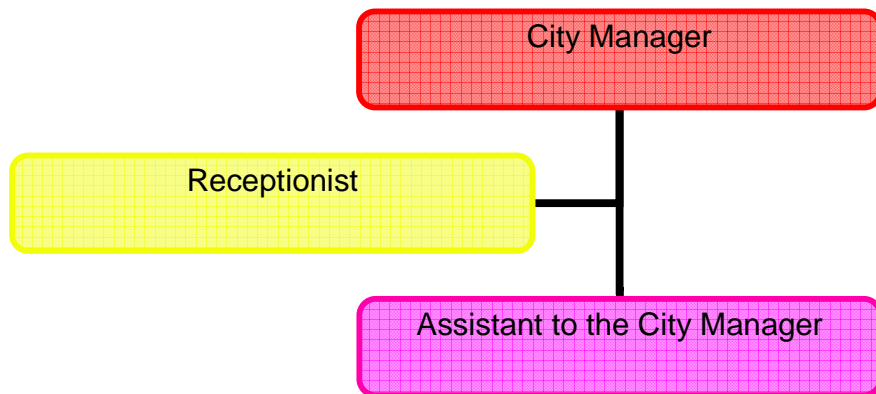 City Manager
Receptionist
Assistant to the City Manager